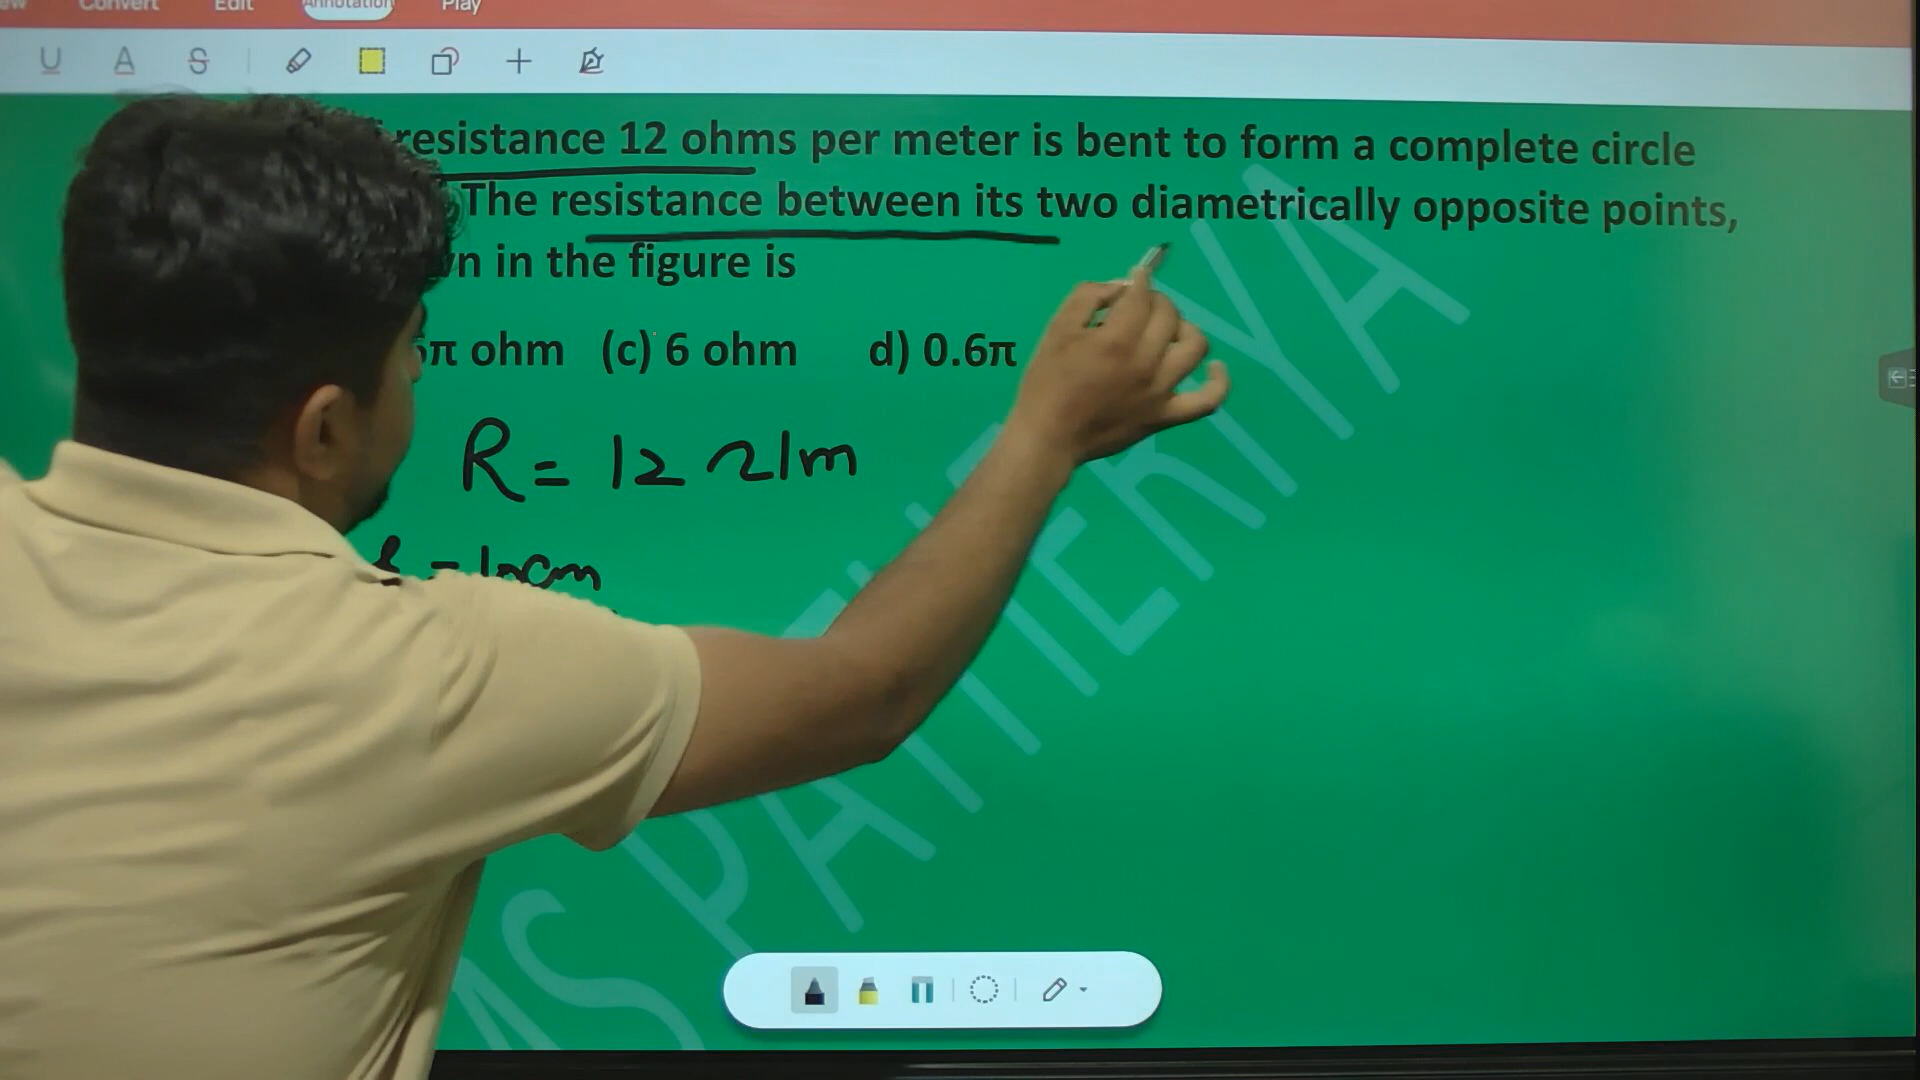 Convert Edit Annotation Play
U A S
resistance 12 ohms per meter is bent to form a complete circle
The resistance between its two diametrically opposite points,
in the figure is
π ohm (c) 6 ohm d) 0.6π
R = 12 Ω/m
= 10cm